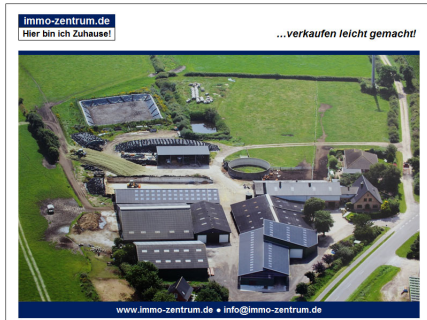 immo-zentrum.de
Hier bin ich Zuhause!
...verkaufen leicht gemacht!
www.immo-zentrum.de ● info@immo-zentrum.de